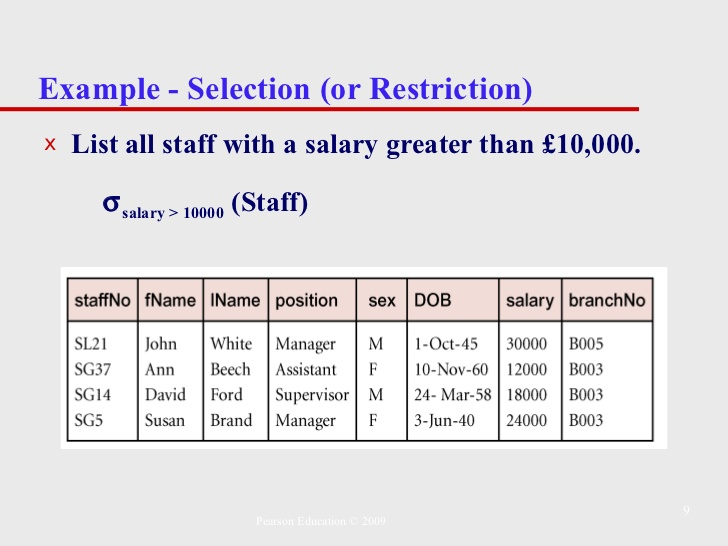 Example - Selection (or Restriction)
x List all staff with a salary greater than £10,000.
σ salary > 10000 (Staff)
staffNo fName lName position sex DOB salary branchNo
SL21 John White Manager M 1-Oct-45 30000 B005
SG37 Ann Beech Assistant F 10-Nov-60 12000 B003
SG14 David Ford Supervisor M 24- Mar-58 18000 B003
SG5 Susan Brand Manager F 3-Jun-40 24000 B003
9
Pearson Education © 2009